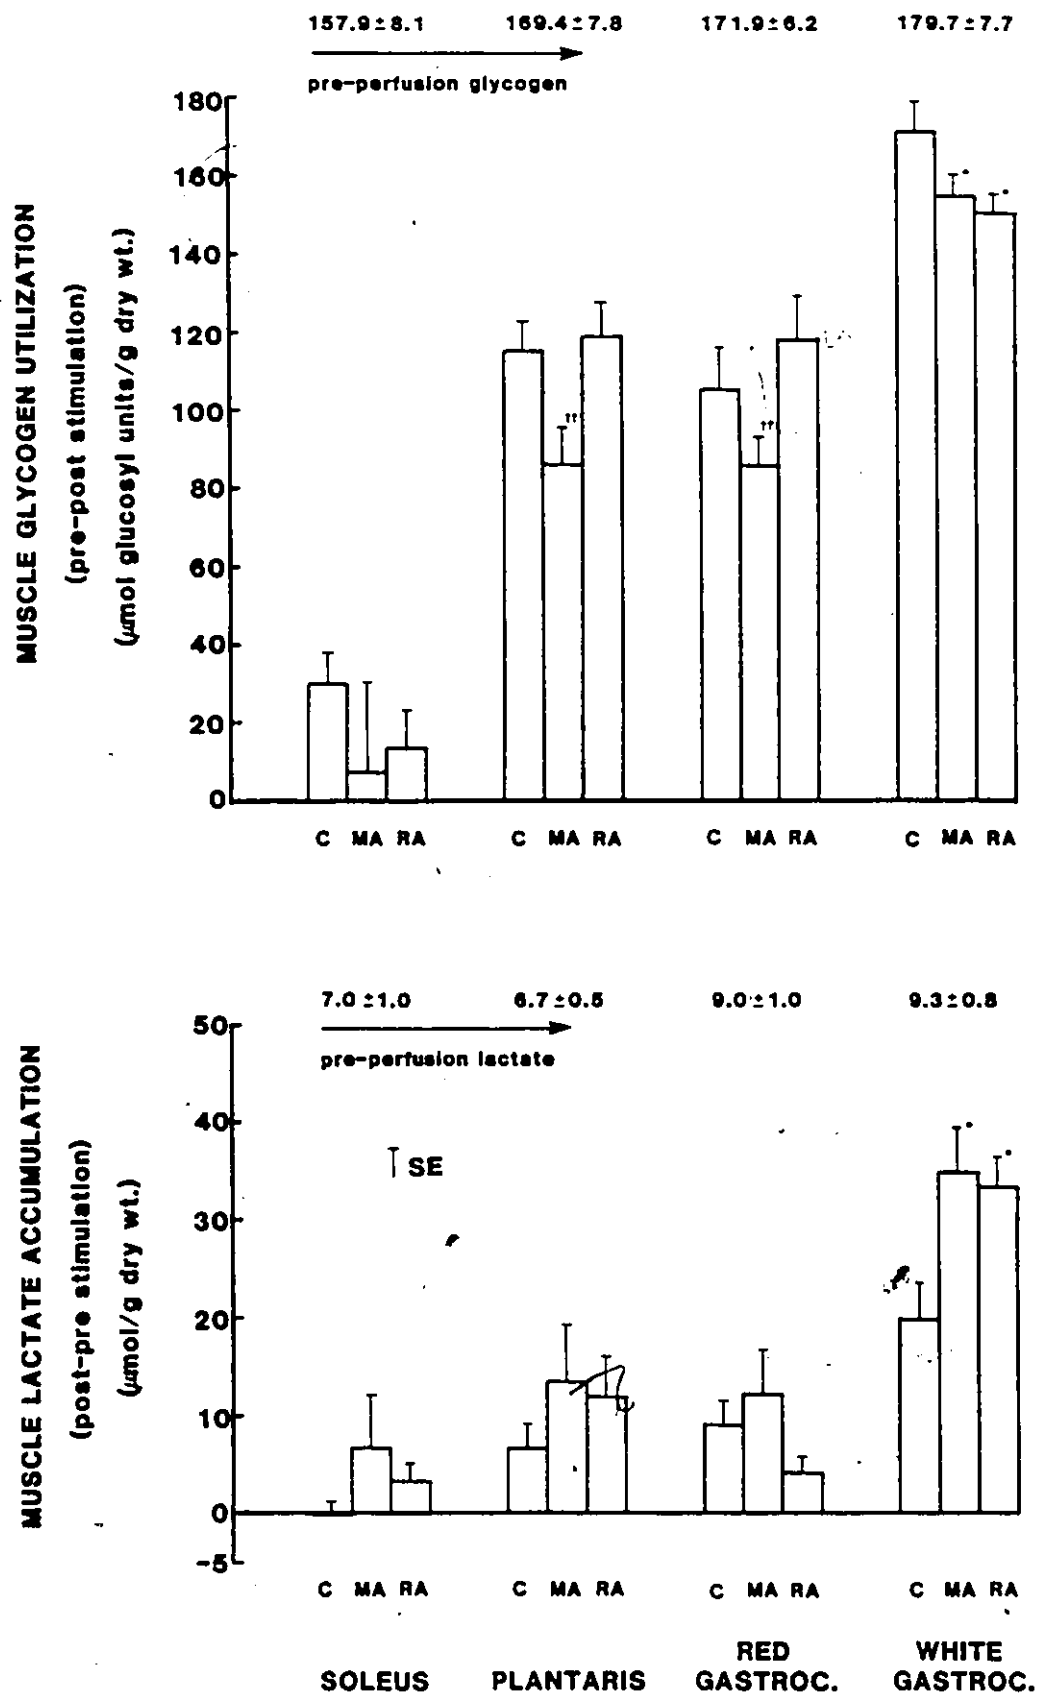 157.9±8.1 169.4±7.8 171.9±6.2 179.7±7.7
pre-perfusion glycogen
MUSCLE GLYCOGEN UTILIZATION
(pre-post stimulation)
(μmol glucosyl units/g dry wt.)
180
160
140
120
100
80
60
40
20
0
††
††
*
*
C MA RA C MA RA C MA RA C MA RA
7.0±1.0 6.7±0.5 9.0±1.0 9.3±0.8
pre-perfusion lactate
MUSCLE LACTATE ACCUMULATION
(post-pre stimulation)
(μmol/g dry wt.)
50
40
30
20
10
0
-5
SE
*
*
C MA RA C MA RA C MA RA C MA RA
SOLEUS PLANTARIS RED GASTROC. WHITE GASTROC.